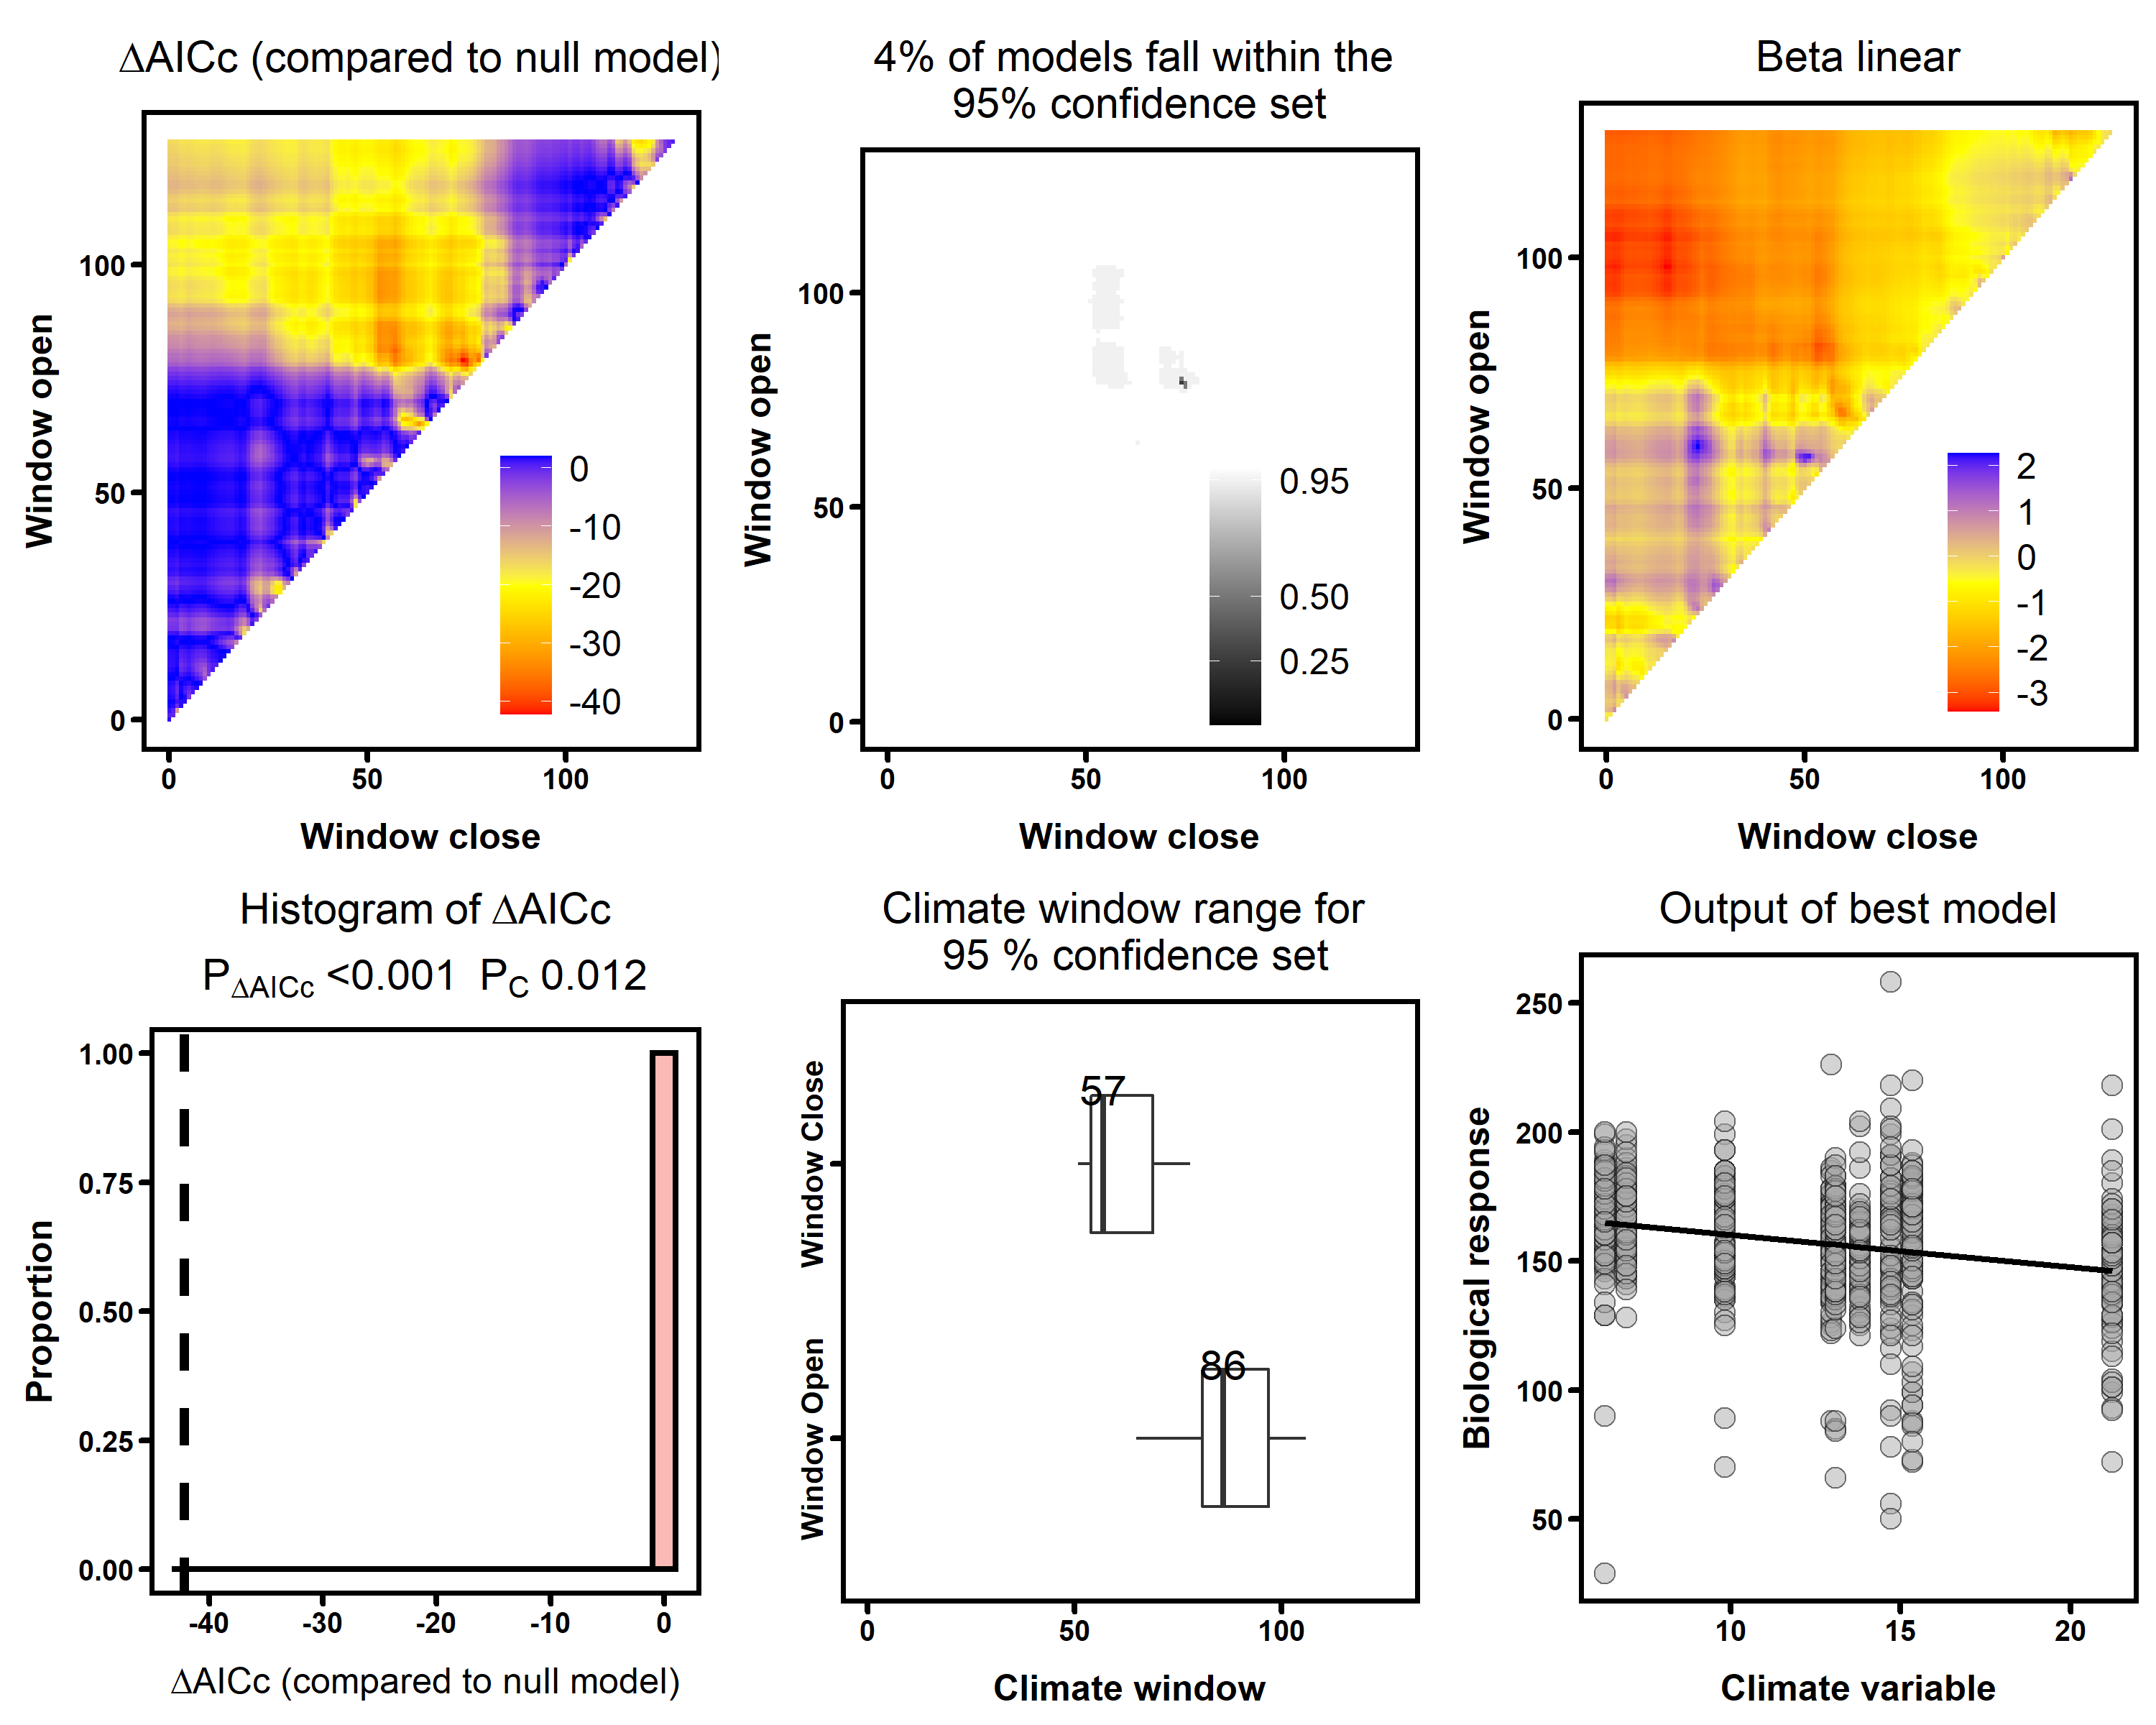 ΔAICc (compared to null model)
Window open
100
50
0
0
-10
-20
-30
-40
0
50
100
Window close
4% of models fall within the
95% confidence set
Window open
100
50
0
0.95
0.50
0.25
0
50
100
Window close
Beta linear
Window open
100
50
0
2
1
0
-1
-2
-3
0
50
100
Window close
Histogram of ΔAICc
PΔAICc <0.001 PC 0.012
Proportion
1.00
0.75
0.50
0.25
0.00
-40
-30
-20
-10
0
ΔAICc (compared to null model)
Climate window range for
95 % confidence set
Window Close
57
Window Open
86
0
50
100
Climate window
Output of best model
Biological response
250
200
150
100
50
10
15
20
Climate variable